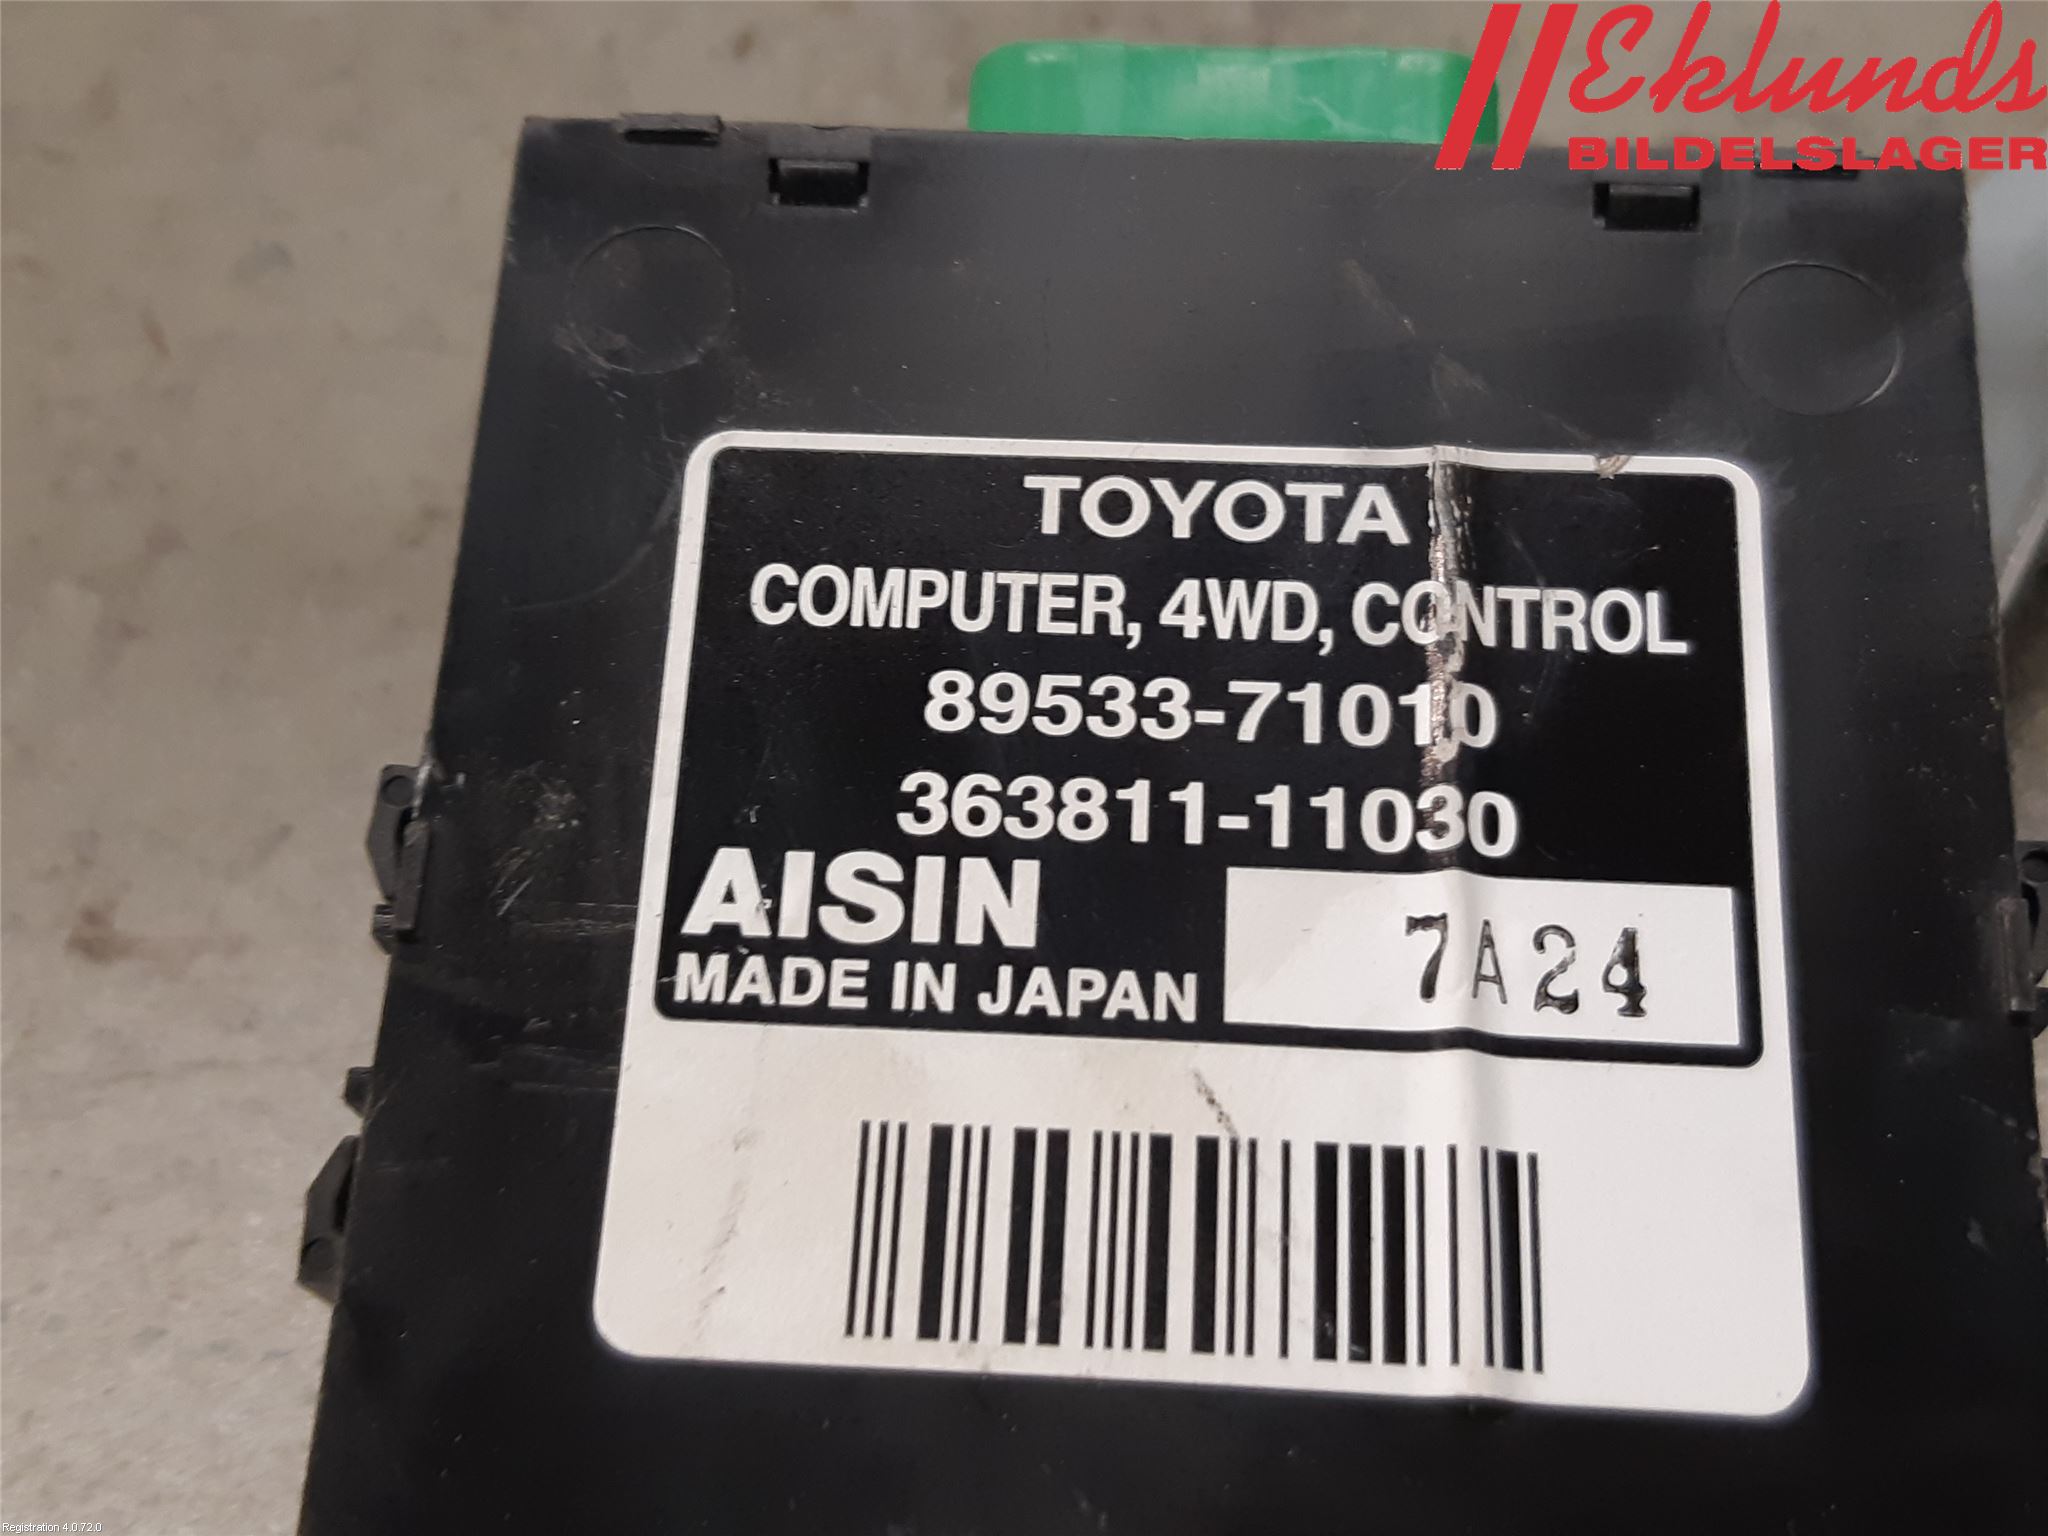 Eklunds
BILDELSLAGER
TOYOTA
COMPUTER, 4WD, CONTROL
89533-71010
363811-11030
AISIN
MADE IN JAPAN
7A24
Registration 4.0.72.0